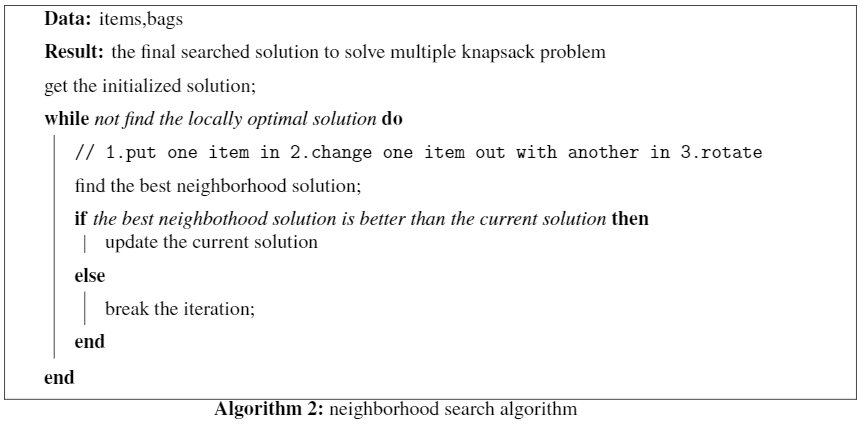 Data: items,bags
Result: the final searched solution to solve multiple knapsack problem
get the initialized solution;
while not find the locally optimal solution do
// 1.put one item in 2.change one item out with another in 3.rotate
find the best neighborhood solution;
if the best neighbothood solution is better than the current solution then
update the current solution
else
break the iteration;
end
end
Algorithm 2: neighborhood search algorithm